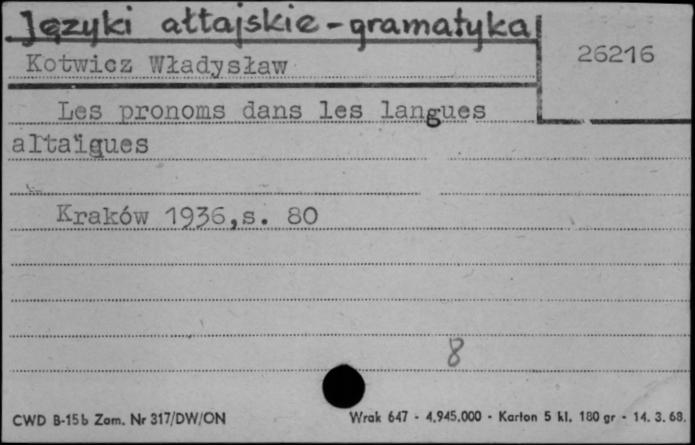 Języki ałtajskie-gramatyka
26216
Kotwicz Władysław
Les pronoms dans les langues
altaïques
Kraków 1936,s. 80
8
CWD B-15b Zam. Nr 317/DW/ON
Wrak 647 - 4.945.000 - Karton 5 kl. 180 gr - 14. 3. 68.